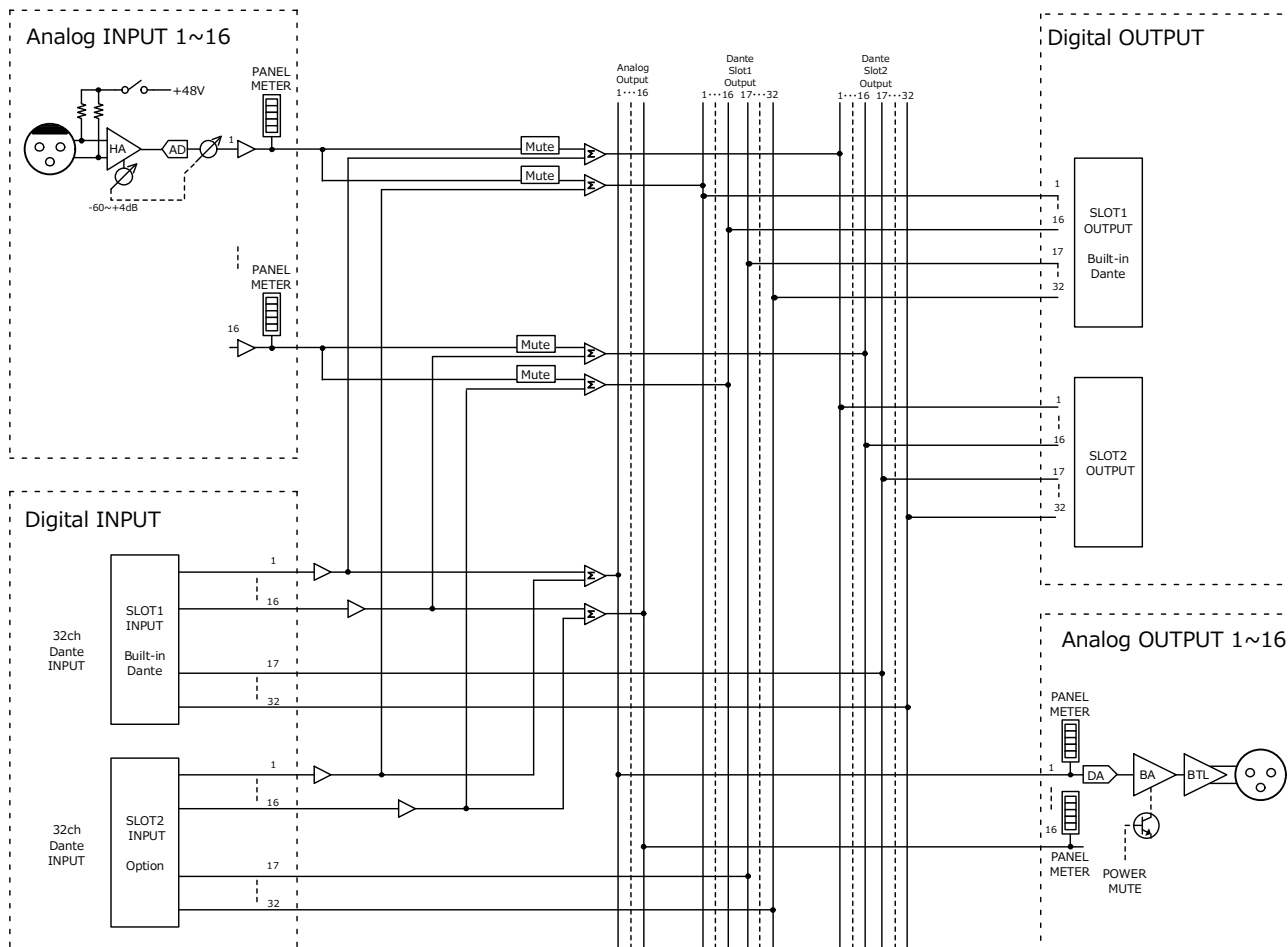 Analog INPUT 1~16
PANEL
METER
+48V
HA
AD
1
-60~+4dB
PANEL
METER
16
Mute
Σ
Mute
Σ
Mute
Σ
Mute
Σ
Analog
Output
1···16
Dante
Slot1
Output
1···16 17···32
Dante
Slot2
Output
1···16 17···32
Digital OUTPUT
1
16
17
32
SLOT1
OUTPUT
Built-in
Dante
1
16
17
32
SLOT2
OUTPUT
Digital INPUT
32ch
Dante
INPUT
SLOT1
INPUT
Built-in
Dante
1
16
17
32
Σ
Σ
32ch
Dante
INPUT
SLOT2
INPUT
Option
1
16
17
32
Analog OUTPUT 1~16
PANEL
METER
1
DA
BA
BTL
16
PANEL
METER
POWER
MUTE